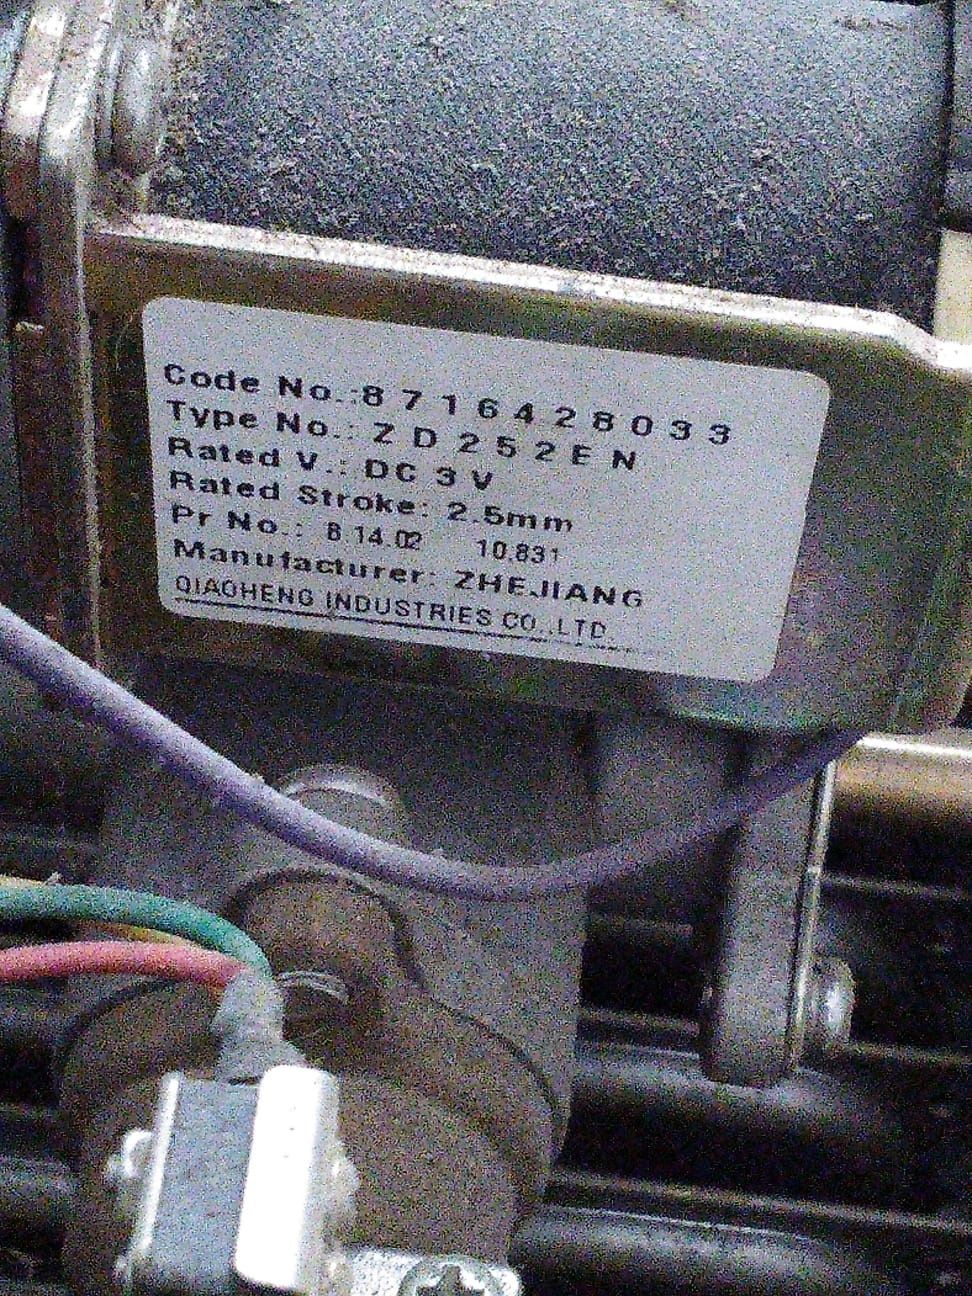 Code No.:8716428033
Type No.: ZD252EN
Rated V.: DC 3V
Rated Stroke: 2.5mm
Pr No.: 8 14.02 10.831
Manufacturer: ZHEJIANG
QIAOHENG INDUSTRIES CO.,LTD